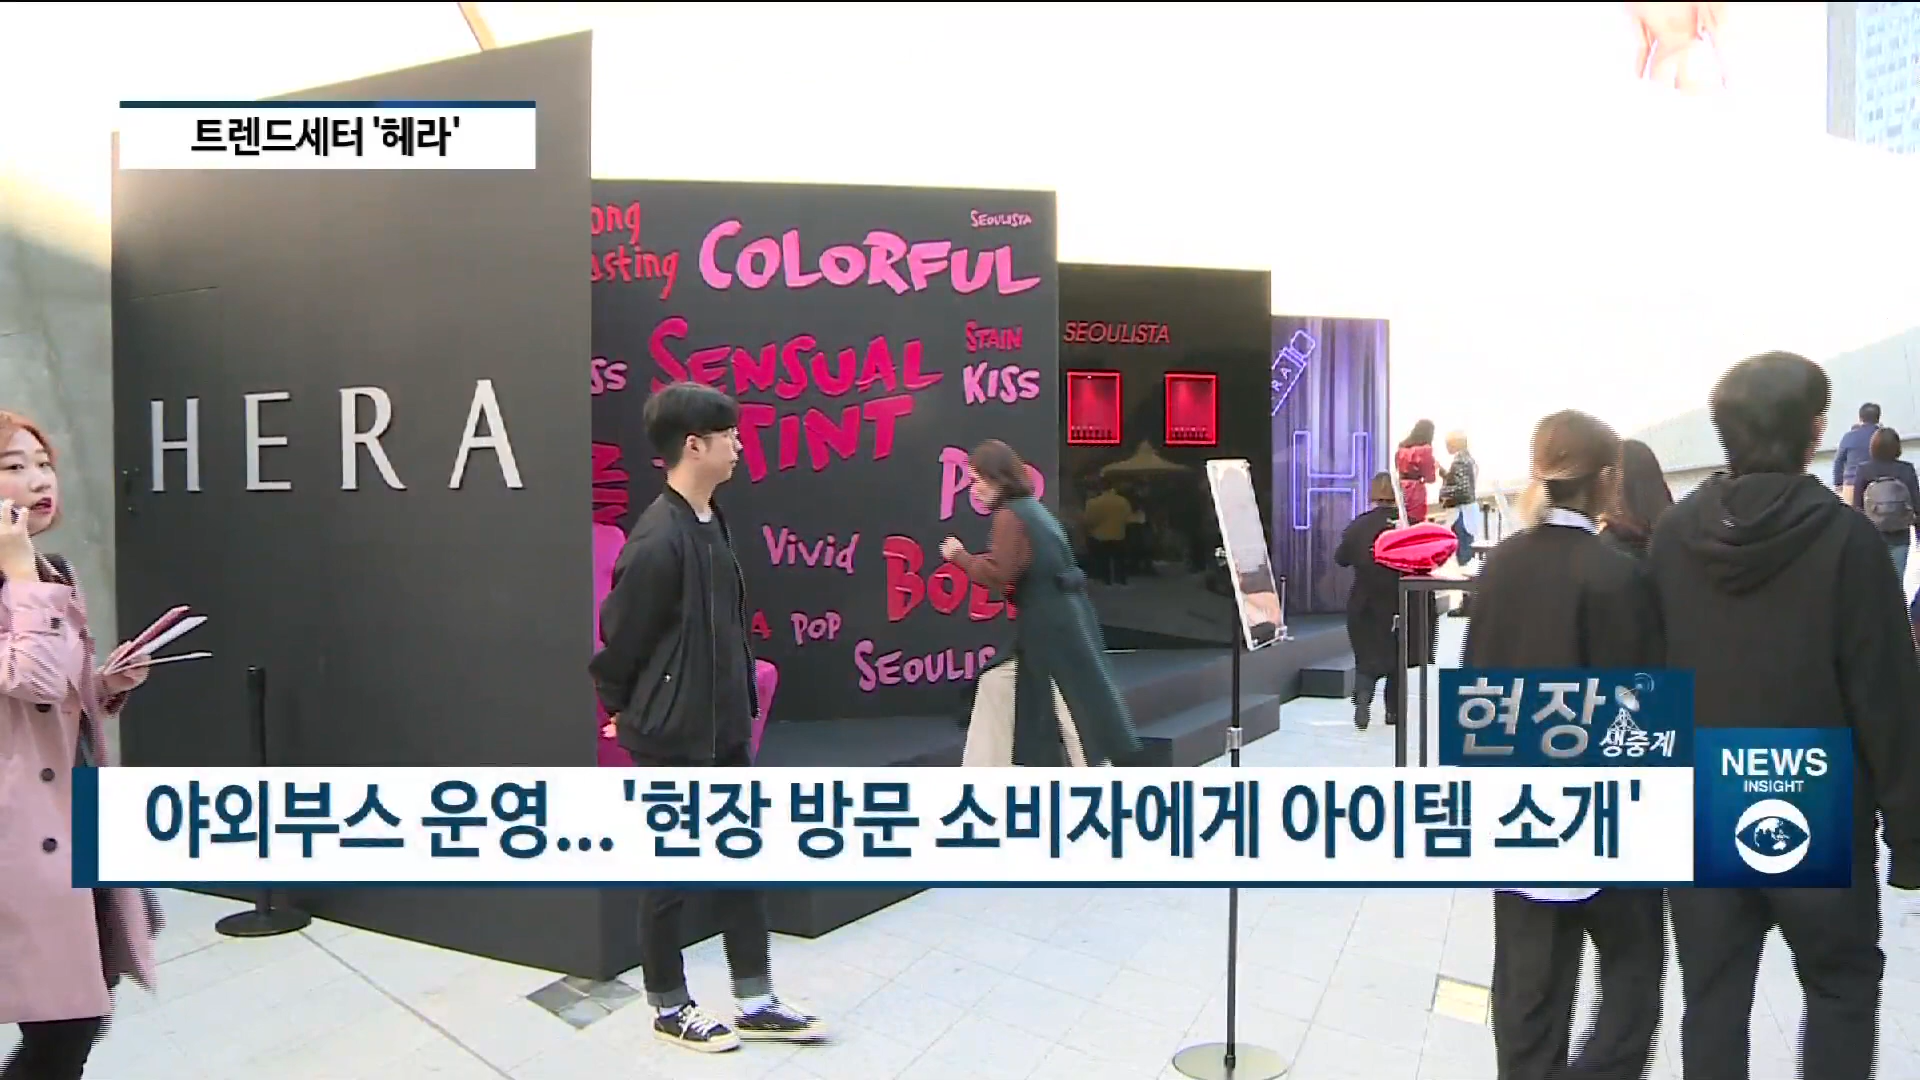 트렌드세터 '헤라'
HERA
COLORFUL
SEOULISTA
SENSUAL
TINT
STAIN
KISS
Vivid
POP
SEOULISTA
H
현장
생중계
야외부스 운영... '현장 방문 소비자에게 아이템 소개'
NEWS
INSIGHT